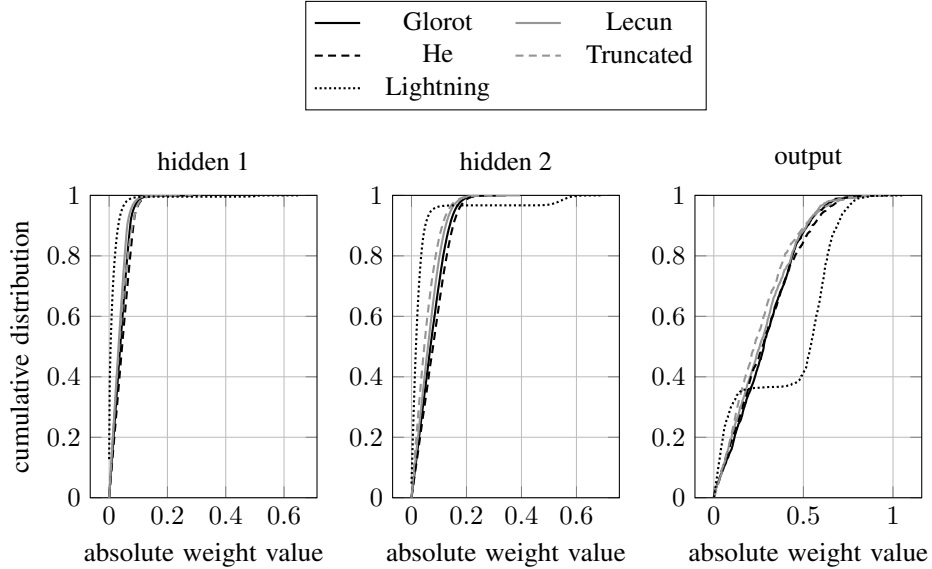 Glorot Lecun
He Truncated
Lightning
hidden 1 hidden 2 output
cumulative distribution
1 1 1
0.8 0.8 0.8
0.6 0.6 0.6
0.4 0.4 0.4
0.2 0.2 0.2
0 0 0
0 0.2 0.4 0.6 0 0.2 0.4 0.6 0 0.5 1
absolute weight value absolute weight value absolute weight value